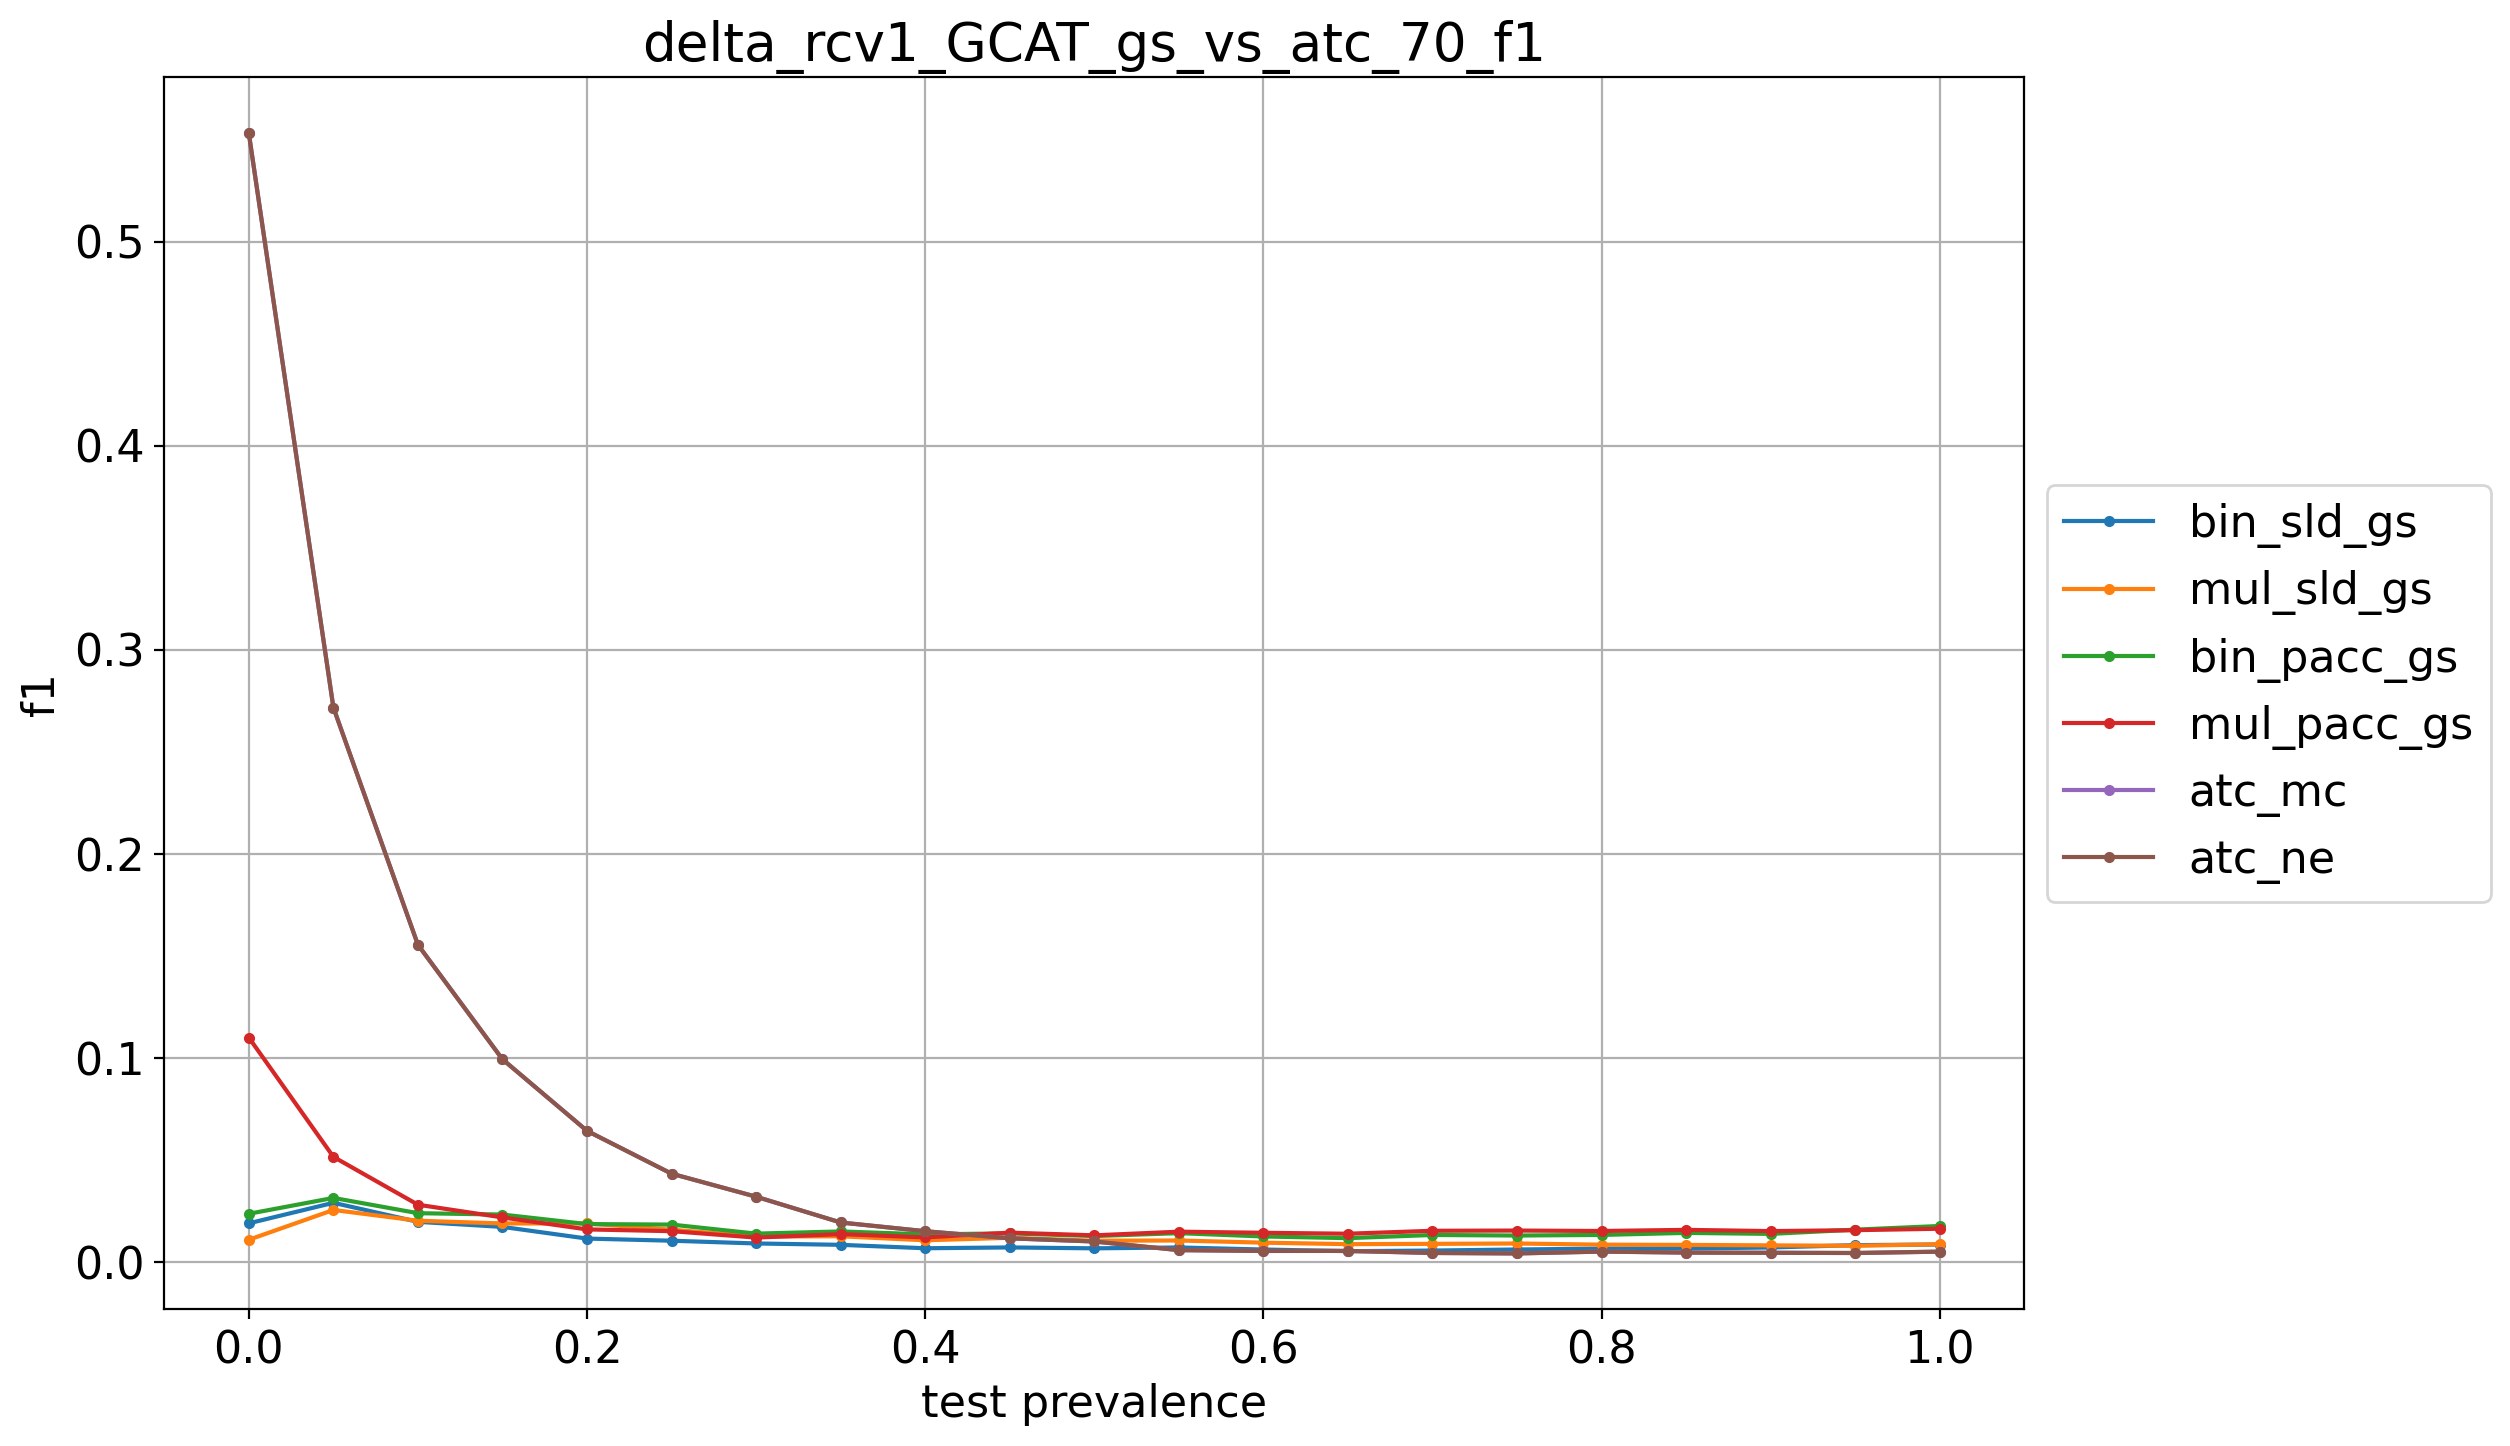 delta_rcv1_GCAT_gs_vs_atc_70_f1
0.5
0.4
0.3
0.2
0.1
0.0
f1
0.0 0.2 0.4 0.6 0.8 1.0
test prevalence
bin_sld_gs
mul_sld_gs
bin_pacc_gs
mul_pacc_gs
atc_mc
atc_ne